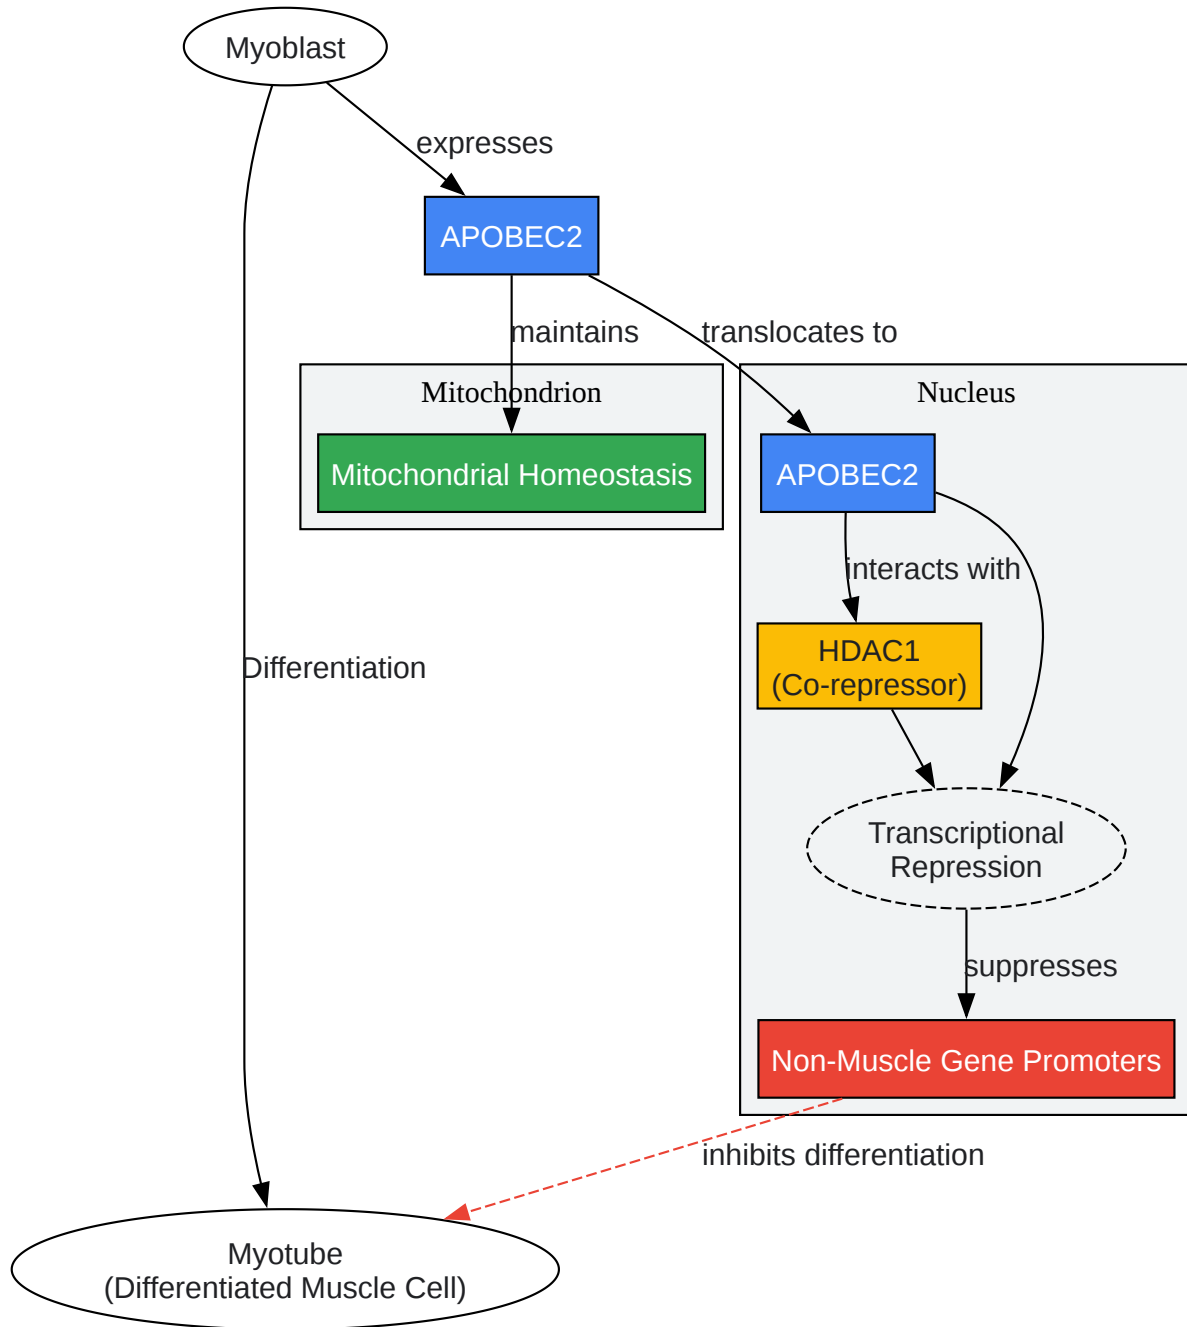 Myoblast
expresses
APOBEC2
maintains
translocates to
Mitochondrion
Nucleus
Mitochondrial Homeostasis
APOBEC2
interacts with
HDAC1
(Co-repressor)
Differentiation
Transcriptional
Repression
suppresses
Non-Muscle Gene Promoters
inhibits differentiation
Myotube
(Differentiated Muscle Cell)